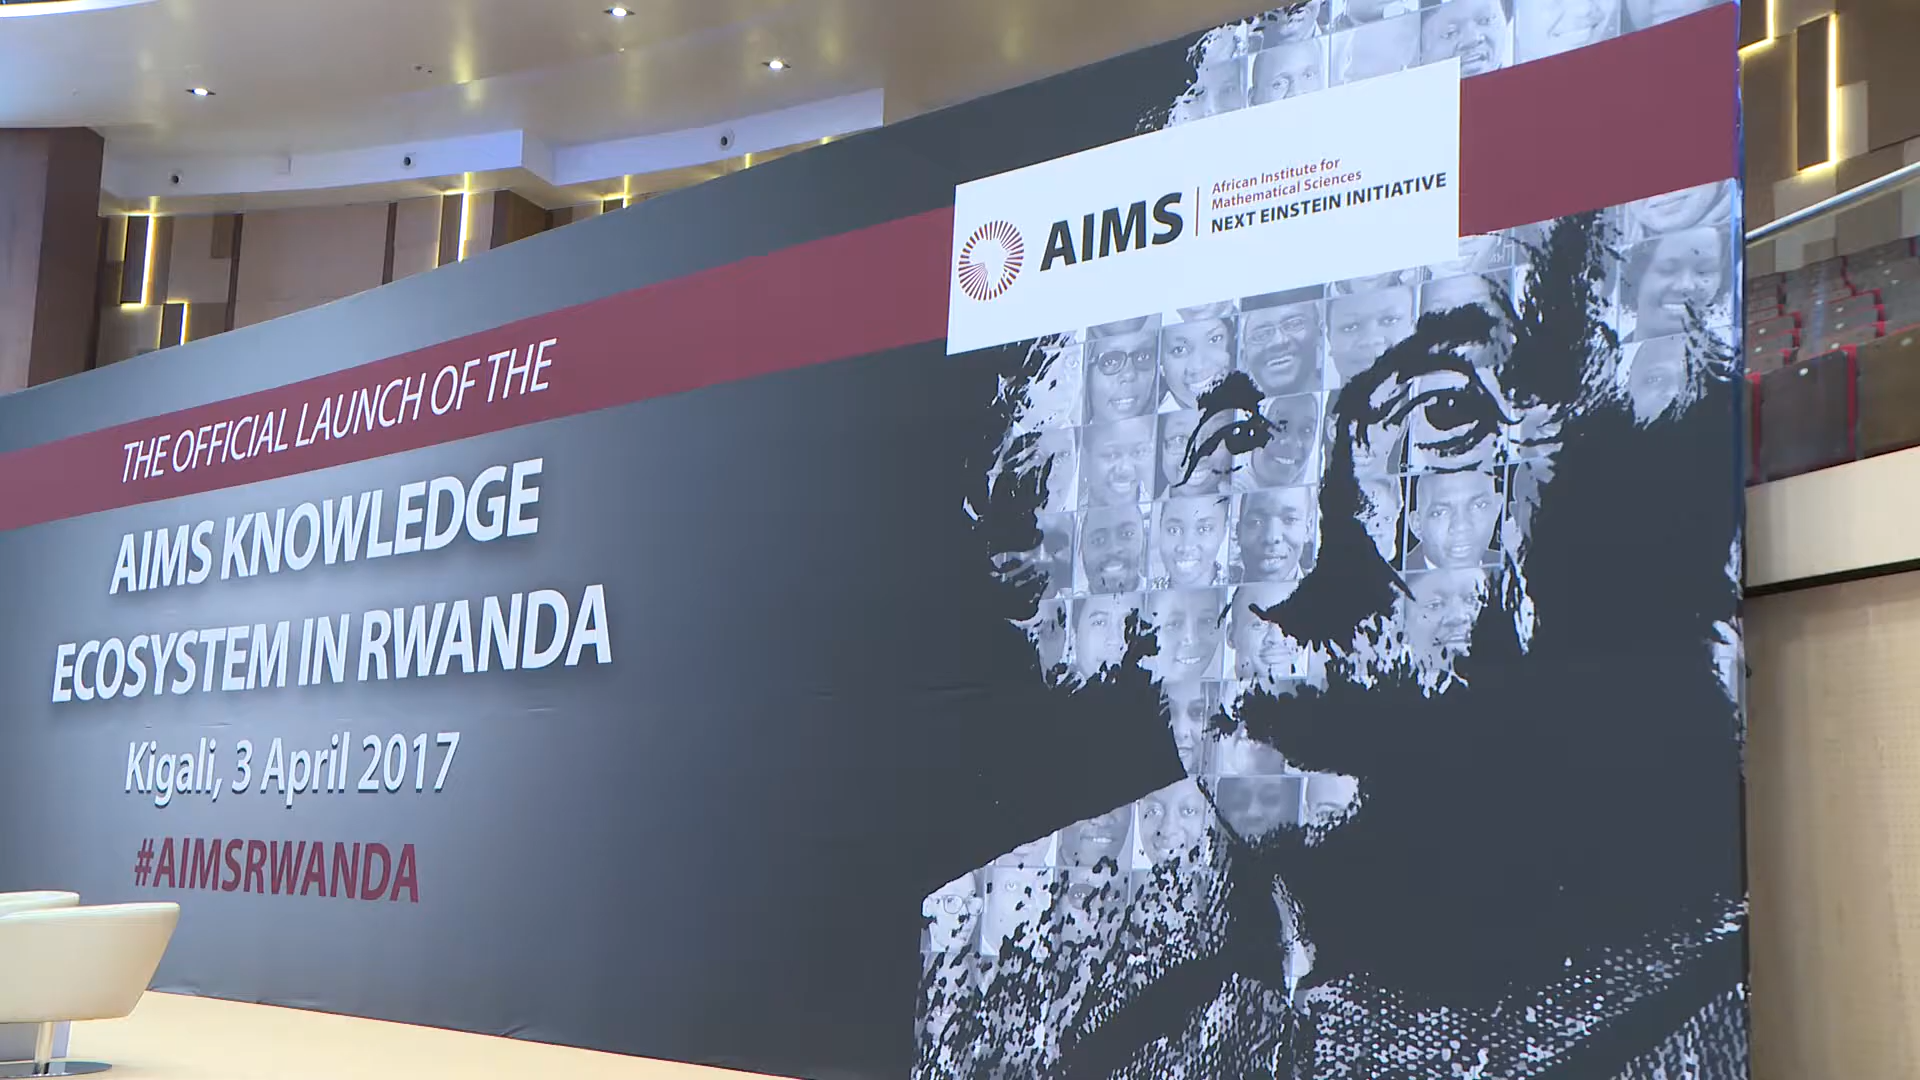 African Institute for
Mathematical Sciences
AIMS
NEXT EINSTEIN INITIATIVE
THE OFFICIAL LAUNCH OF THE
AIMS KNOWLEDGE
ECOSYSTEM IN RWANDA
Kigali, 3 April 2017
#AIMSRWANDA